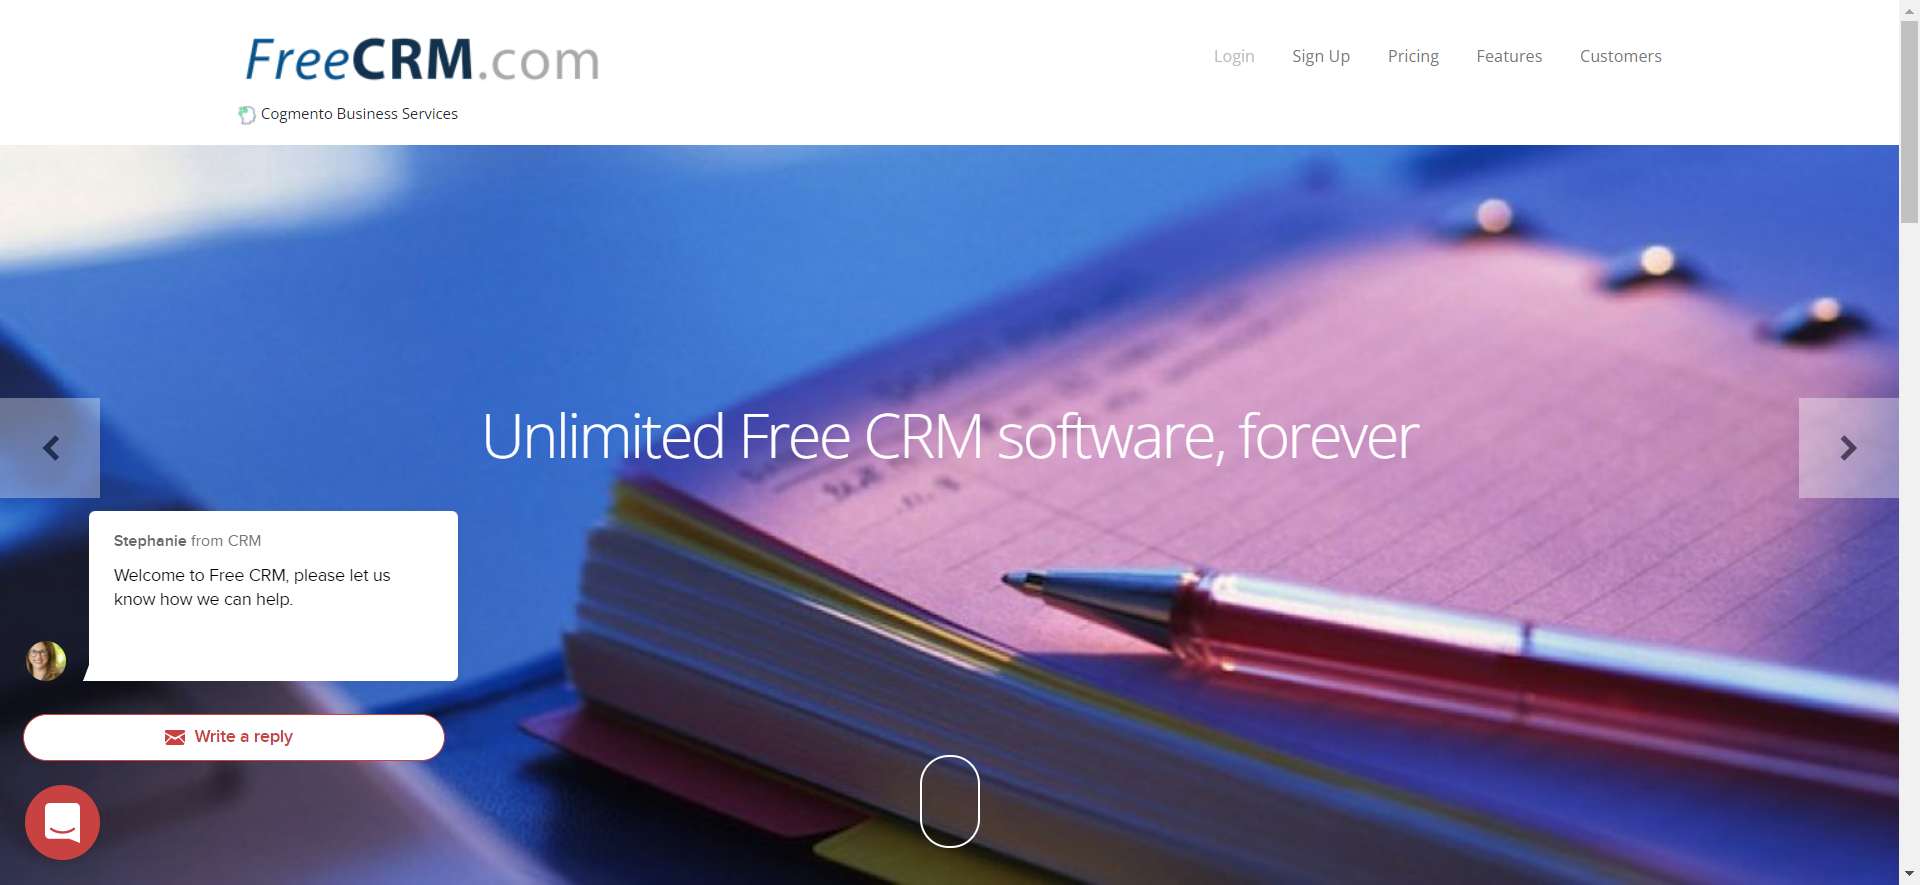 FreeCRM.com
Login Sign Up Pricing Features Customers
Cogmento Business Services
Unlimited Free CRM software, forever
Stephanie from CRM
Welcome to Free CRM, please let us
know how we can help.
Write a reply